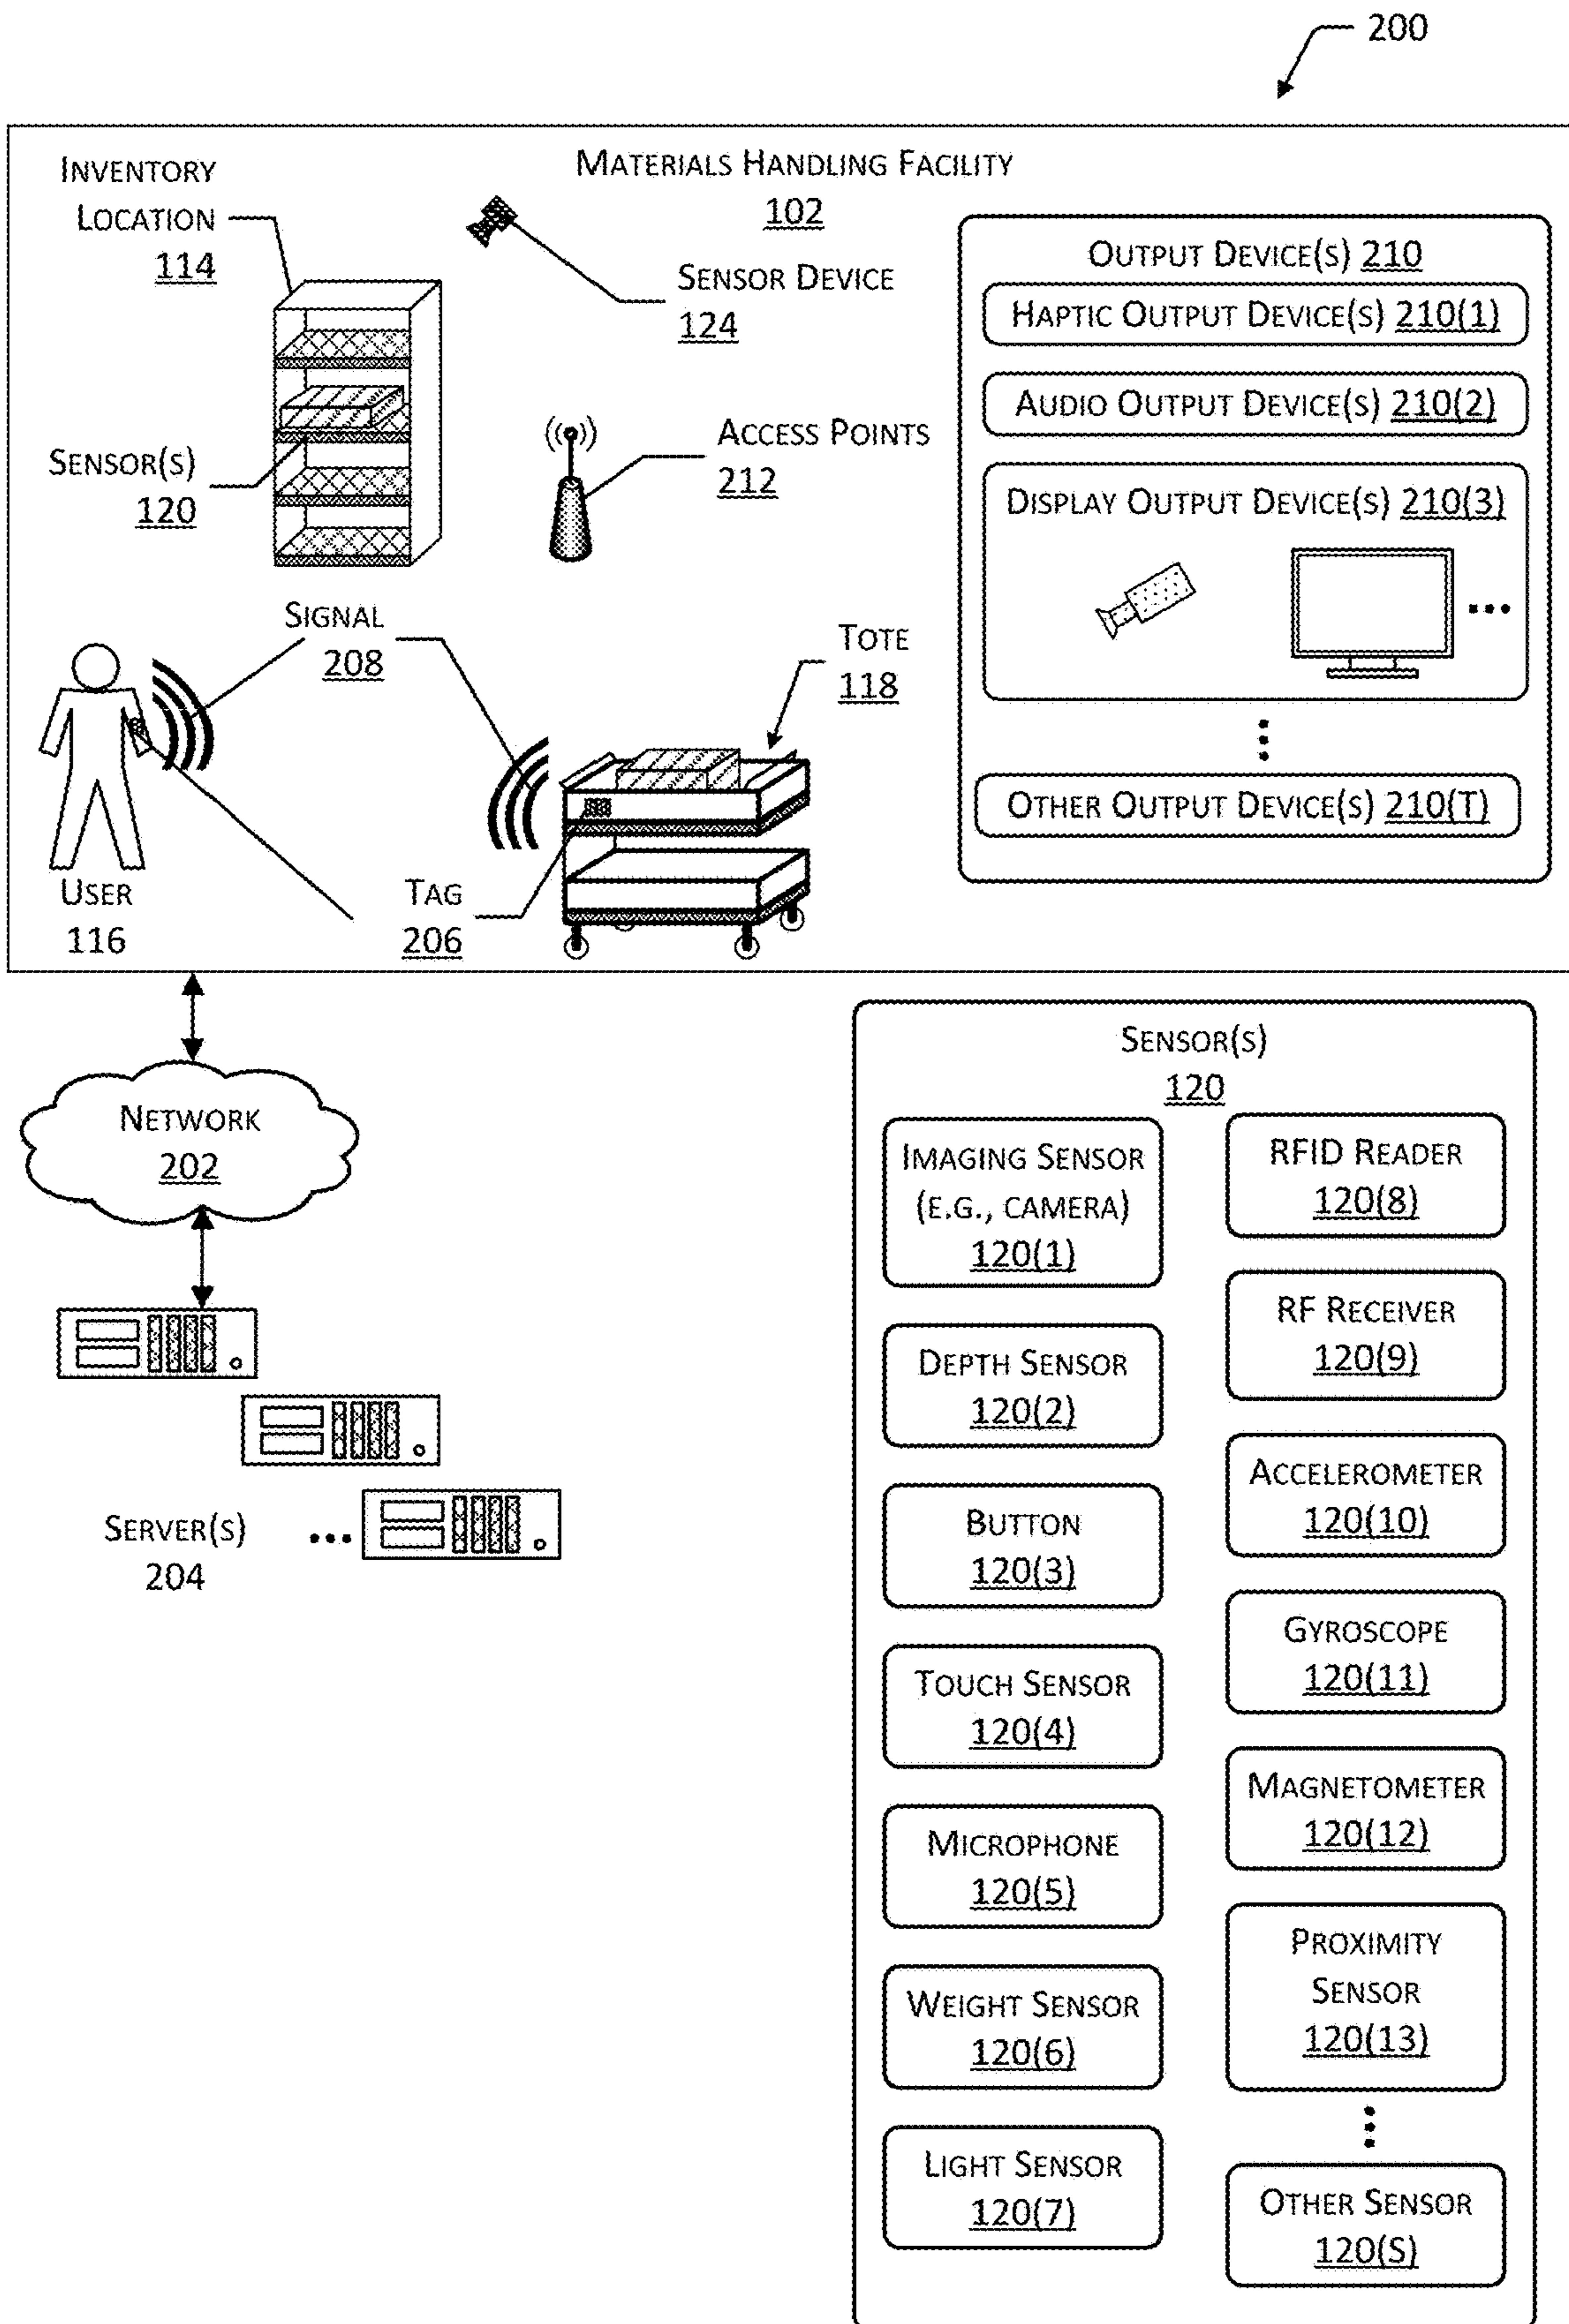 200
INVENTORY
LOCATION
114
MATERIALS HANDLING FACILITY
102
SENSOR DEVICE
124
SENSOR(S)
120
ACCESS POINTS
212
SIGNAL
208
TOTE
118
USER
116
TAG
206
OUTPUT DEVICE(S) 210
HAPTIC OUTPUT DEVICE(S) 210(1)
AUDIO OUTPUT DEVICE(S) 210(2)
DISPLAY OUTPUT DEVICE(S) 210(3)
OTHER OUTPUT DEVICE(S) 210(T)
NETWORK
202
SERVER(S)
204
SENSOR(S)
120
IMAGING SENSOR
(E.G., CAMERA)
120(1)
DEPTH SENSOR
120(2)
BUTTON
120(3)
TOUCH SENSOR
120(4)
MICROPHONE
120(5)
WEIGHT SENSOR
120(6)
LIGHT SENSOR
120(7)
RFID READER
120(8)
RF RECEIVER
120(9)
ACCELEROMETER
120(10)
GYROSCOPE
120(11)
MAGNETOMETER
120(12)
PROXIMITY
SENSOR
120(13)
OTHER SENSOR
120(S)